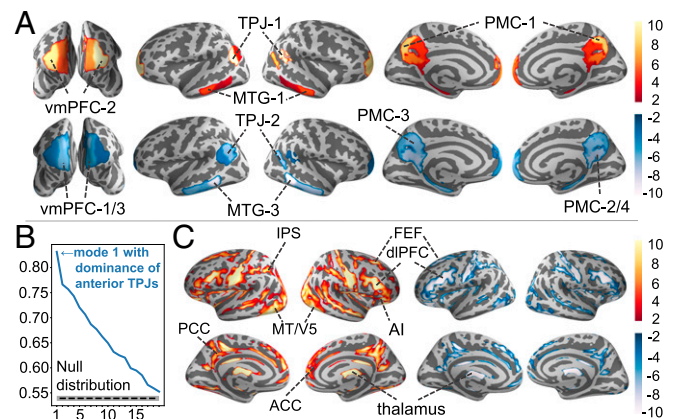 A
TPJ-1
PMC-1
vmPFC-2
MTG-1
10
8
6
4
2
TPJ-2
PMC-3
vmPFC-1/3
MTG-3
PMC-2/4
-2
-4
-6
-8
-10
B
←mode 1 with
dominance of
anterior TPJs
0.80
0.75
0.70
0.65
0.60
0.55
Null
distribution
1 5 10 15
C
IPS
FEF
dlPFC
PCC
MT/V5
AI
ACC
thalamus
10
8
6
4
2
-2
-4
-6
-8
-10